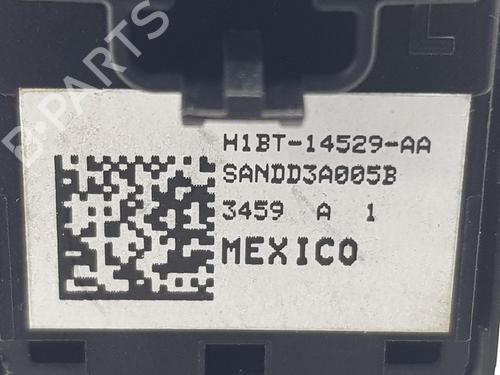 L
B-PARTS
H1BT-14529-AA
SANDD3A005B
3459 A 1
MEXICO